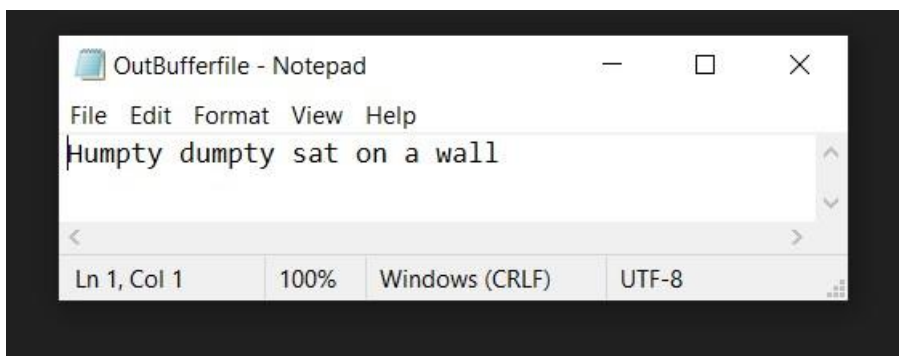 OutBufferfile - Notepad
File Edit Format View Help
Humpty dumpty sat on a wall
Ln 1, Col 1 100% Windows (CRLF) UTF-8